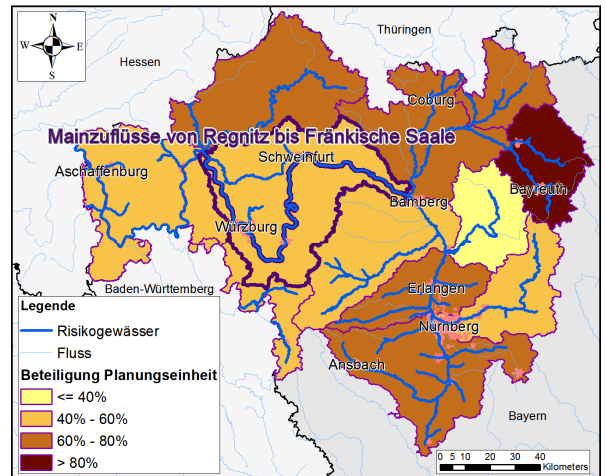 N
W E
S
Thüringen
Hessen
Coburg
Mainzuflüsse von Regnitz bis Fränkische Saale
Schweinfurt
Aschaffenburg
Bayreuth
Bamberg
Würzburg
Baden-Württemberg
Erlangen
Nürnberg
Ansbach
Bayern
Legende
Risikogewässer
Fluss
Beteiligung Planungseinheit
<= 40%
40% - 60%
60% - 80%
> 80%
0 5 10 20 30 40
Kilometers